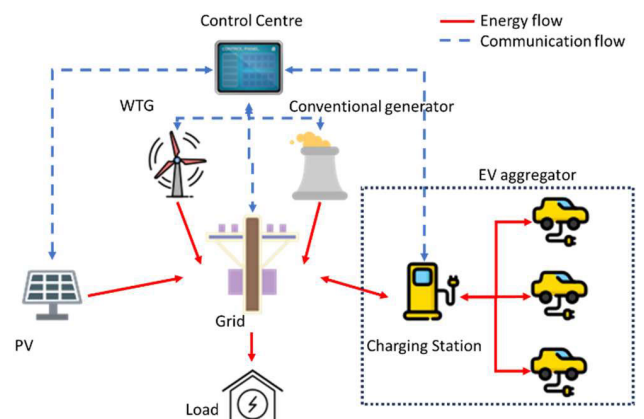 Control Centre
Energy flow
Communication flow
WTG
Conventional generator
EV aggregator
Grid
PV
Charging Station
Load